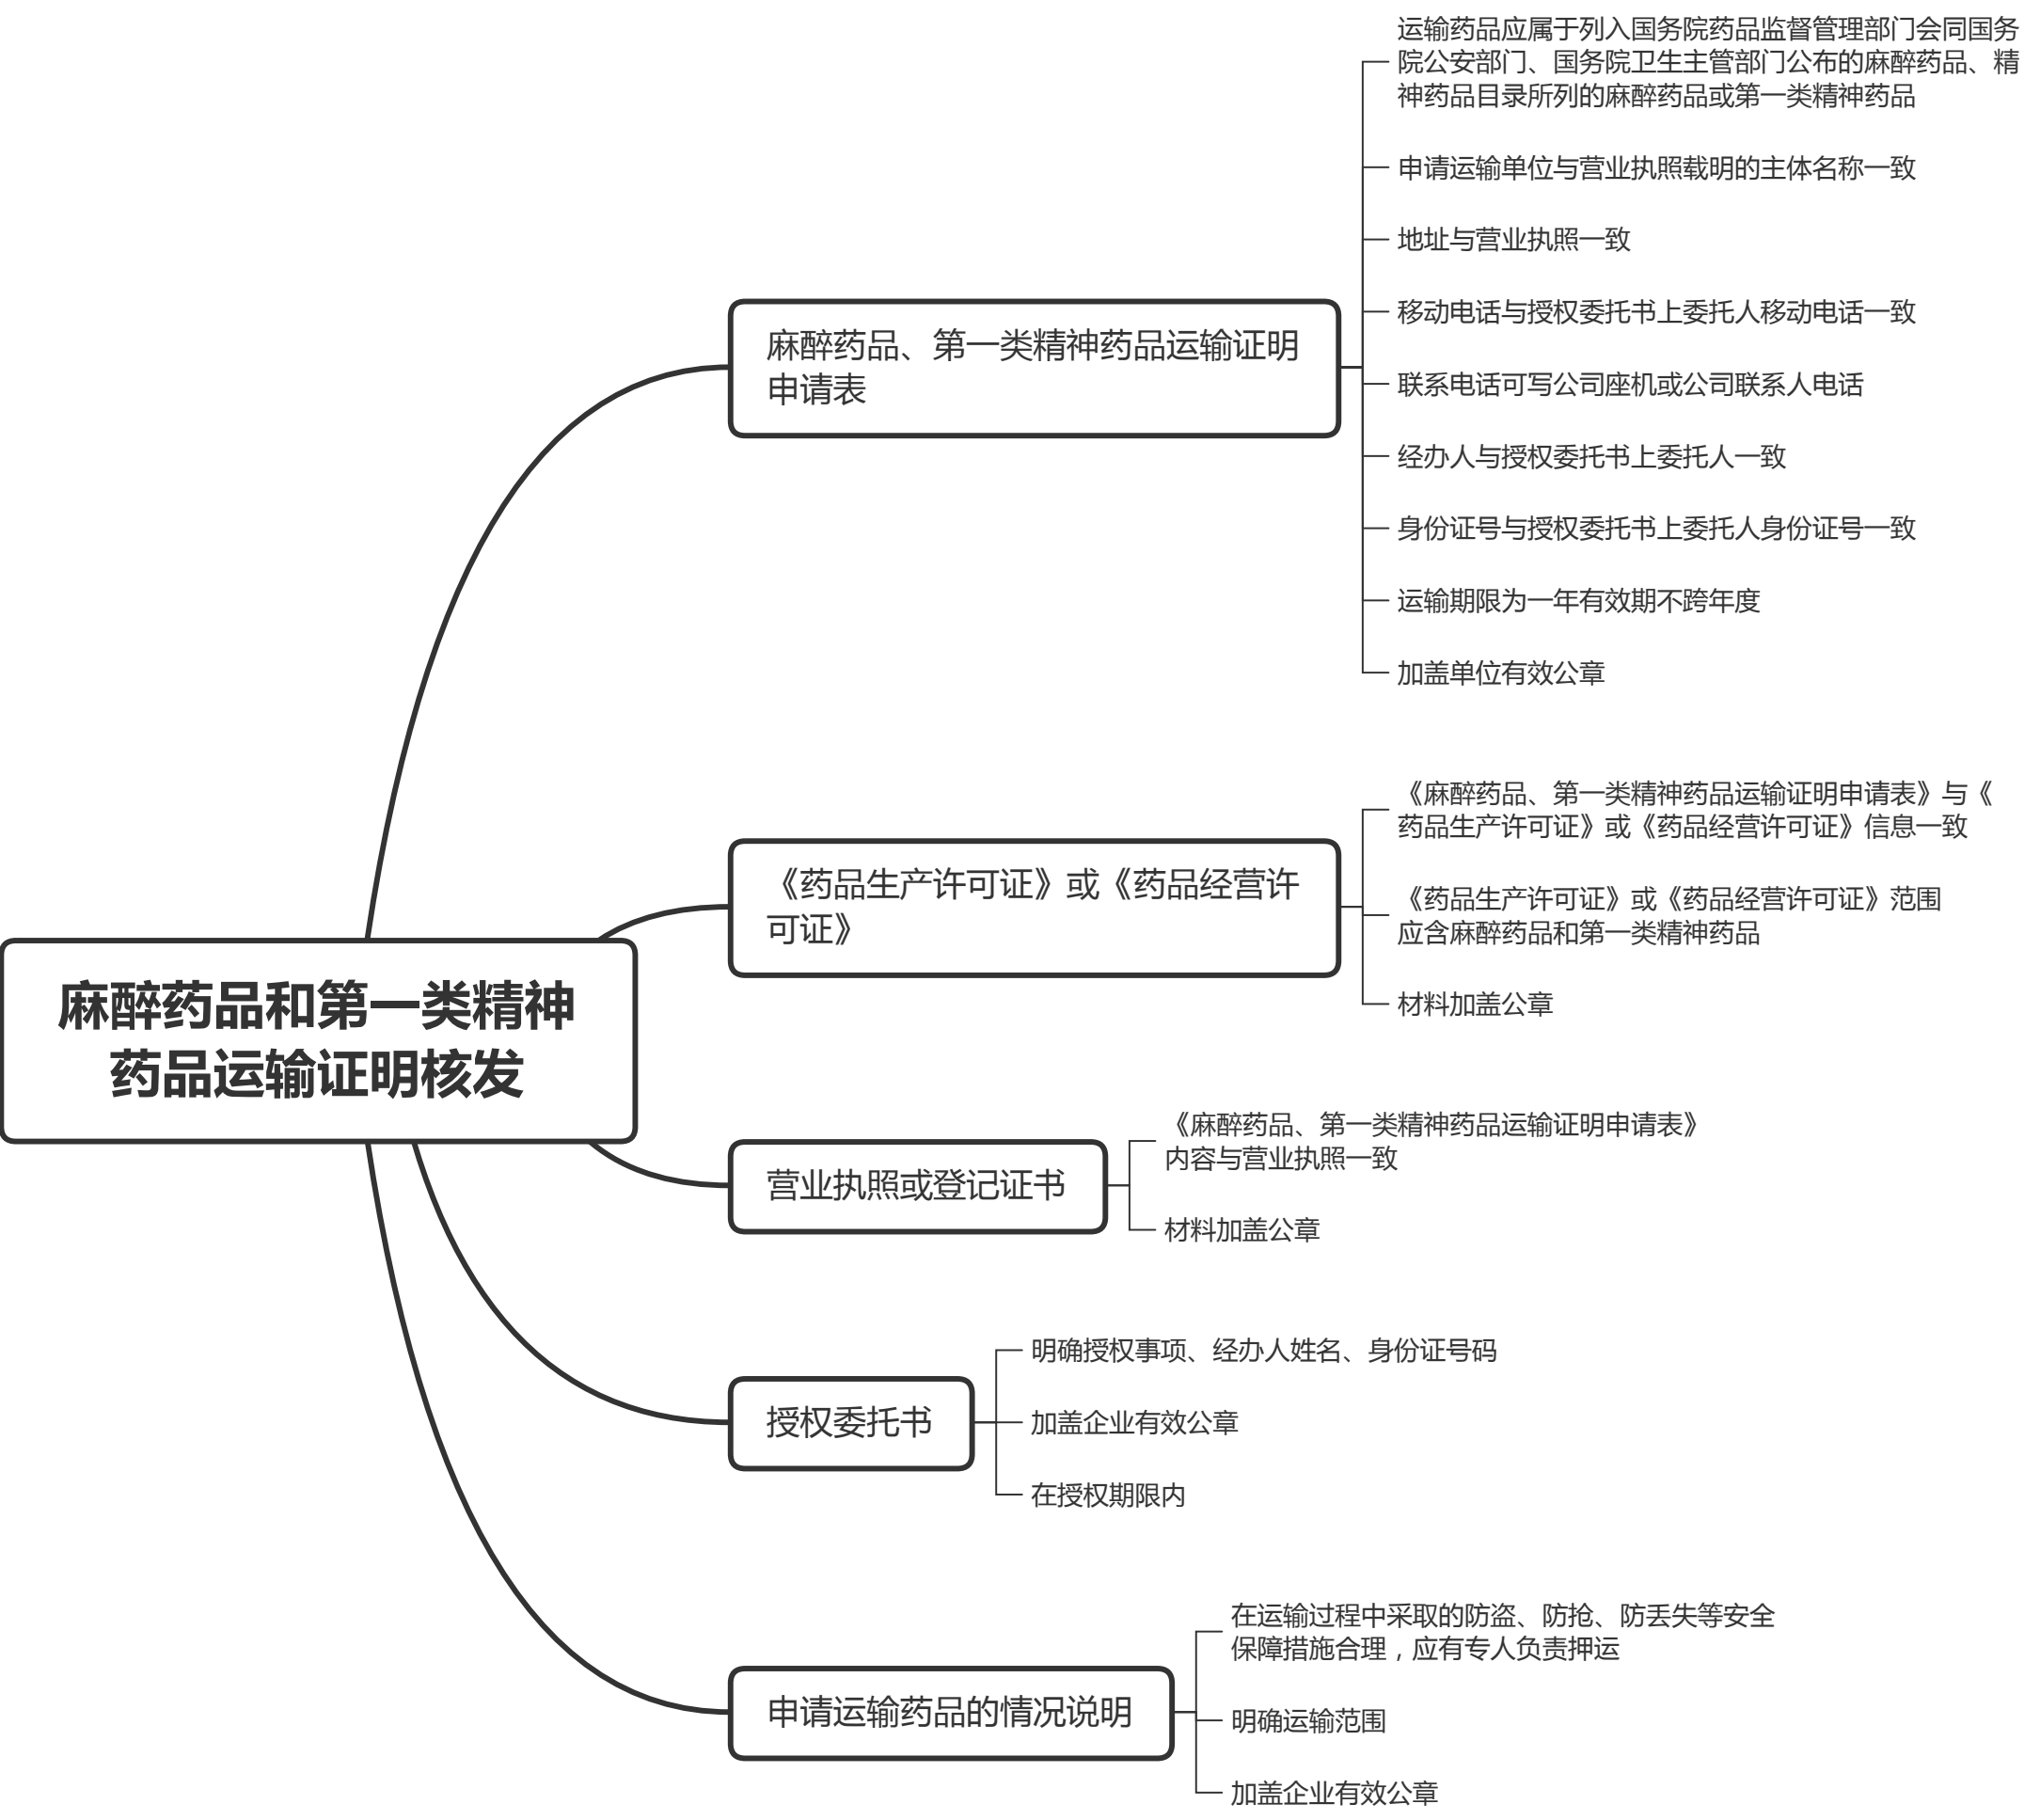 麻醉药品和第一类精神
药品运输证明核发
麻醉药品、第一类精神药品运输证明
申请表
运输药品应属于列入国务院药品监督管理部门会同国务
院公安部门、国务院卫生主管部门公布的麻醉药品、精
神药品目录所列的麻醉药品或第一类精神药品
申请运输单位与营业执照载明的主体名称一致
地址与营业执照一致
移动电话与授权委托书上委托人移动电话一致
联系电话可写公司座机或公司联系人电话
经办人与授权委托书上委托人一致
身份证号与授权委托书上委托人身份证号一致
运输期限为一年有效期不跨年度
加盖单位有效公章
《药品生产许可证》或《药品经营许
可证》
《麻醉药品、第一类精神药品运输证明申请表》与《
药品生产许可证》或《药品经营许可证》信息一致
《药品生产许可证》或《药品经营许可证》范围
应含麻醉药品和第一类精神药品
材料加盖公章
营业执照或登记证书
《麻醉药品、第一类精神药品运输证明申请表》
内容与营业执照一致
材料加盖公章
授权委托书
明确授权事项、经办人姓名、身份证号码
加盖企业有效公章
在授权期限内
申请运输药品的情况说明
在运输过程中采取的防盗、防抢、防丢失等安全
保障措施合理，应有专人负责押运
明确运输范围
加盖企业有效公章